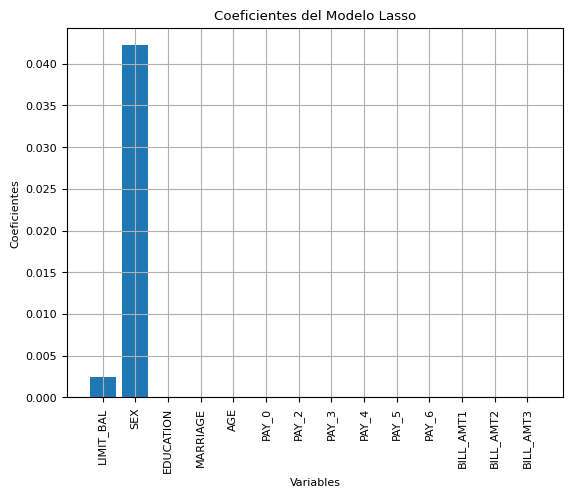 Coeficientes del Modelo Lasso
0.040
0.035
0.030
0.025
0.020
0.015
0.010
0.005
0.000
Coeficientes
LIMIT_BAL
SEX
EDUCATION
MARRIAGE
AGE
PAY_0
PAY_2
PAY_3
PAY_4
PAY_5
PAY_6
BILL_AMT1
BILL_AMT2
BILL_AMT3
Variables